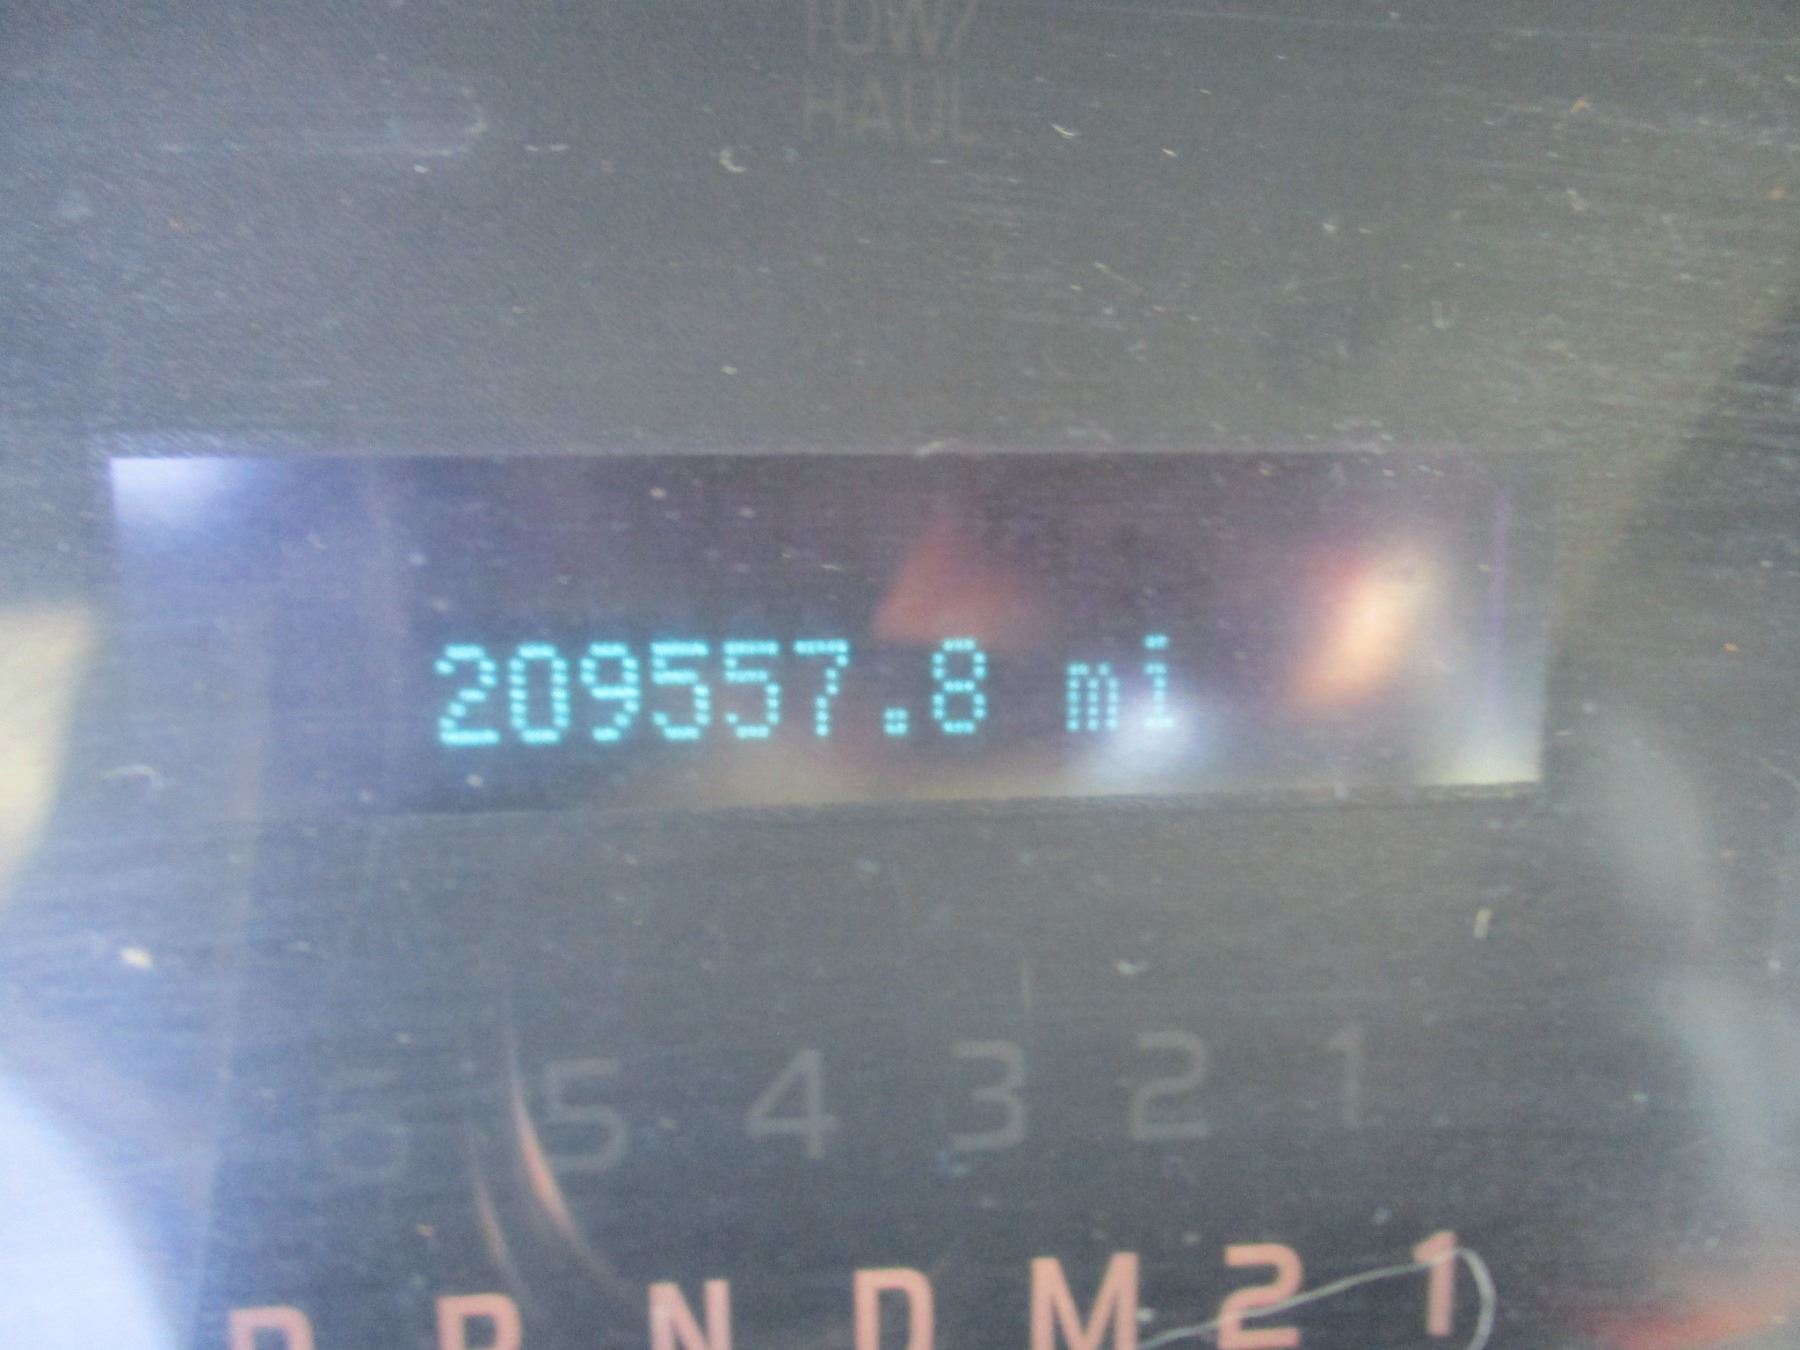 TOW/
HAUL
209557.8 mi
6 5 4 3 2 1
P R N D M 2 1